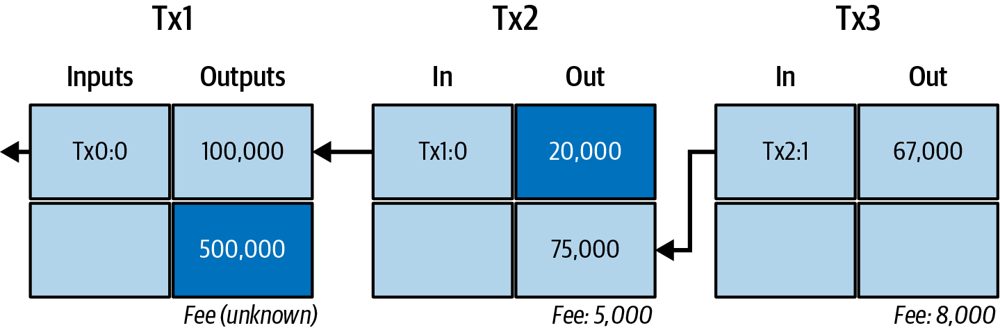 Tx1 Tx2 Tx3
Inputs Outputs In Out In Out
Tx0:0 100,000 Tx1:0 20,000 Tx2:1 67,000
500,000 75,000
Fee (unknown) Fee: 5,000 Fee: 8,000